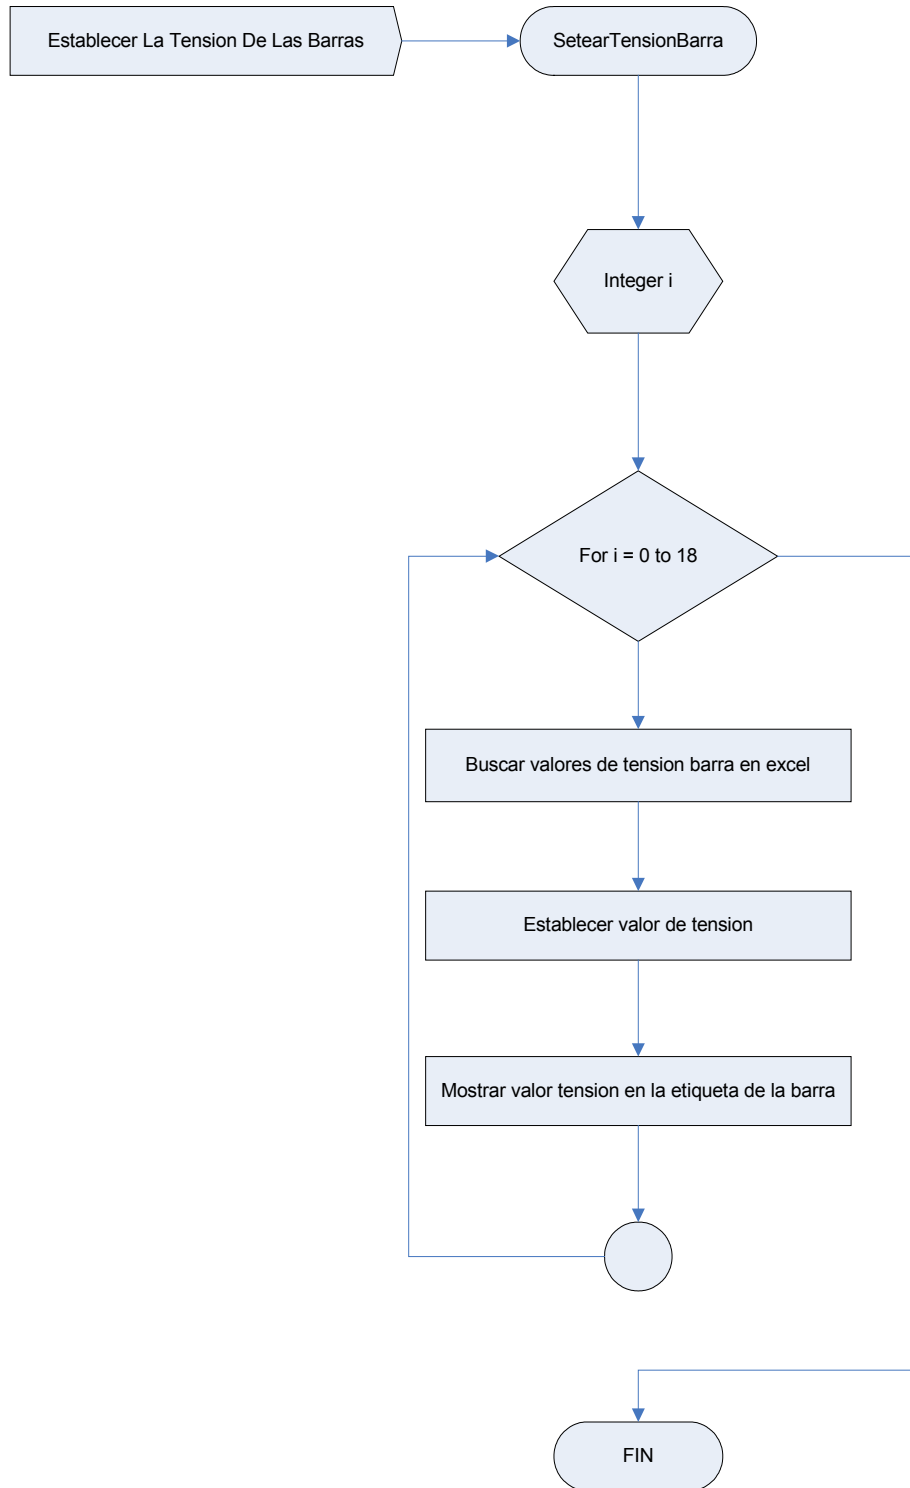 Establecer La Tension De Las Barras
SetearTensionBarra
Integer i
For i = 0 to 18
Buscar valores de tension barra en excel
Establecer valor de tension
Mostrar valor tension en la etiqueta de la barra
FIN